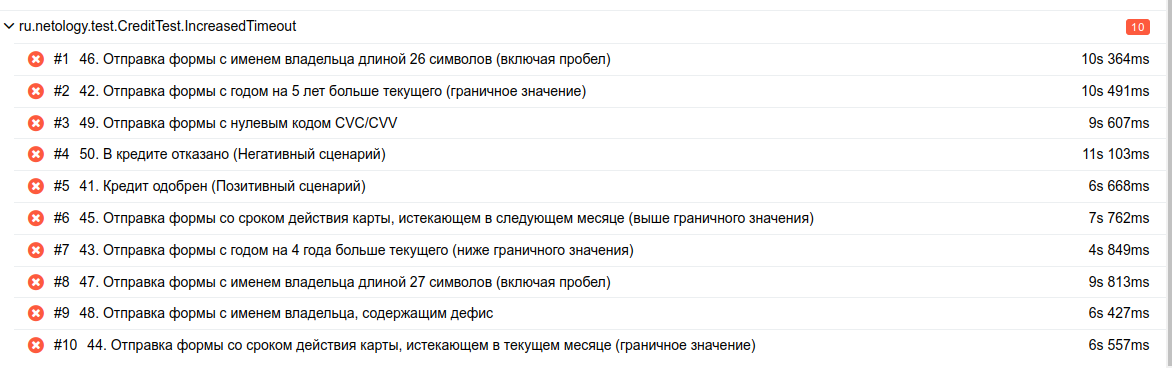 ru.netology.test.CreditTest.IncreasedTimeout 10
#1 46. Отправка формы с именем владельца длиной 26 символов (включая пробел) 10s 364ms
#2 42. Отправка формы с годом на 5 лет больше текущего (граничное значение) 10s 491ms
#3 49. Отправка формы с нулевым кодом CVC/CVV 9s 607ms
#4 50. В кредите отказано (Негативный сценарий) 11s 103ms
#5 41. Кредит одобрен (Позитивный сценарий) 6s 668ms
#6 45. Отправка формы со сроком действия карты, истекающем в следующем месяце (выше граничного значения) 7s 762ms
#7 43. Отправка формы с годом на 4 года больше текущего (ниже граничного значения) 4s 849ms
#8 47. Отправка формы с именем владельца длиной 27 символов (включая пробел) 9s 813ms
#9 48. Отправка формы с именем владельца, содержащим дефис 6s 427ms
#10 44. Отправка формы со сроком действия карты, истекающем в текущем месяце (граничное значение) 6s 557ms